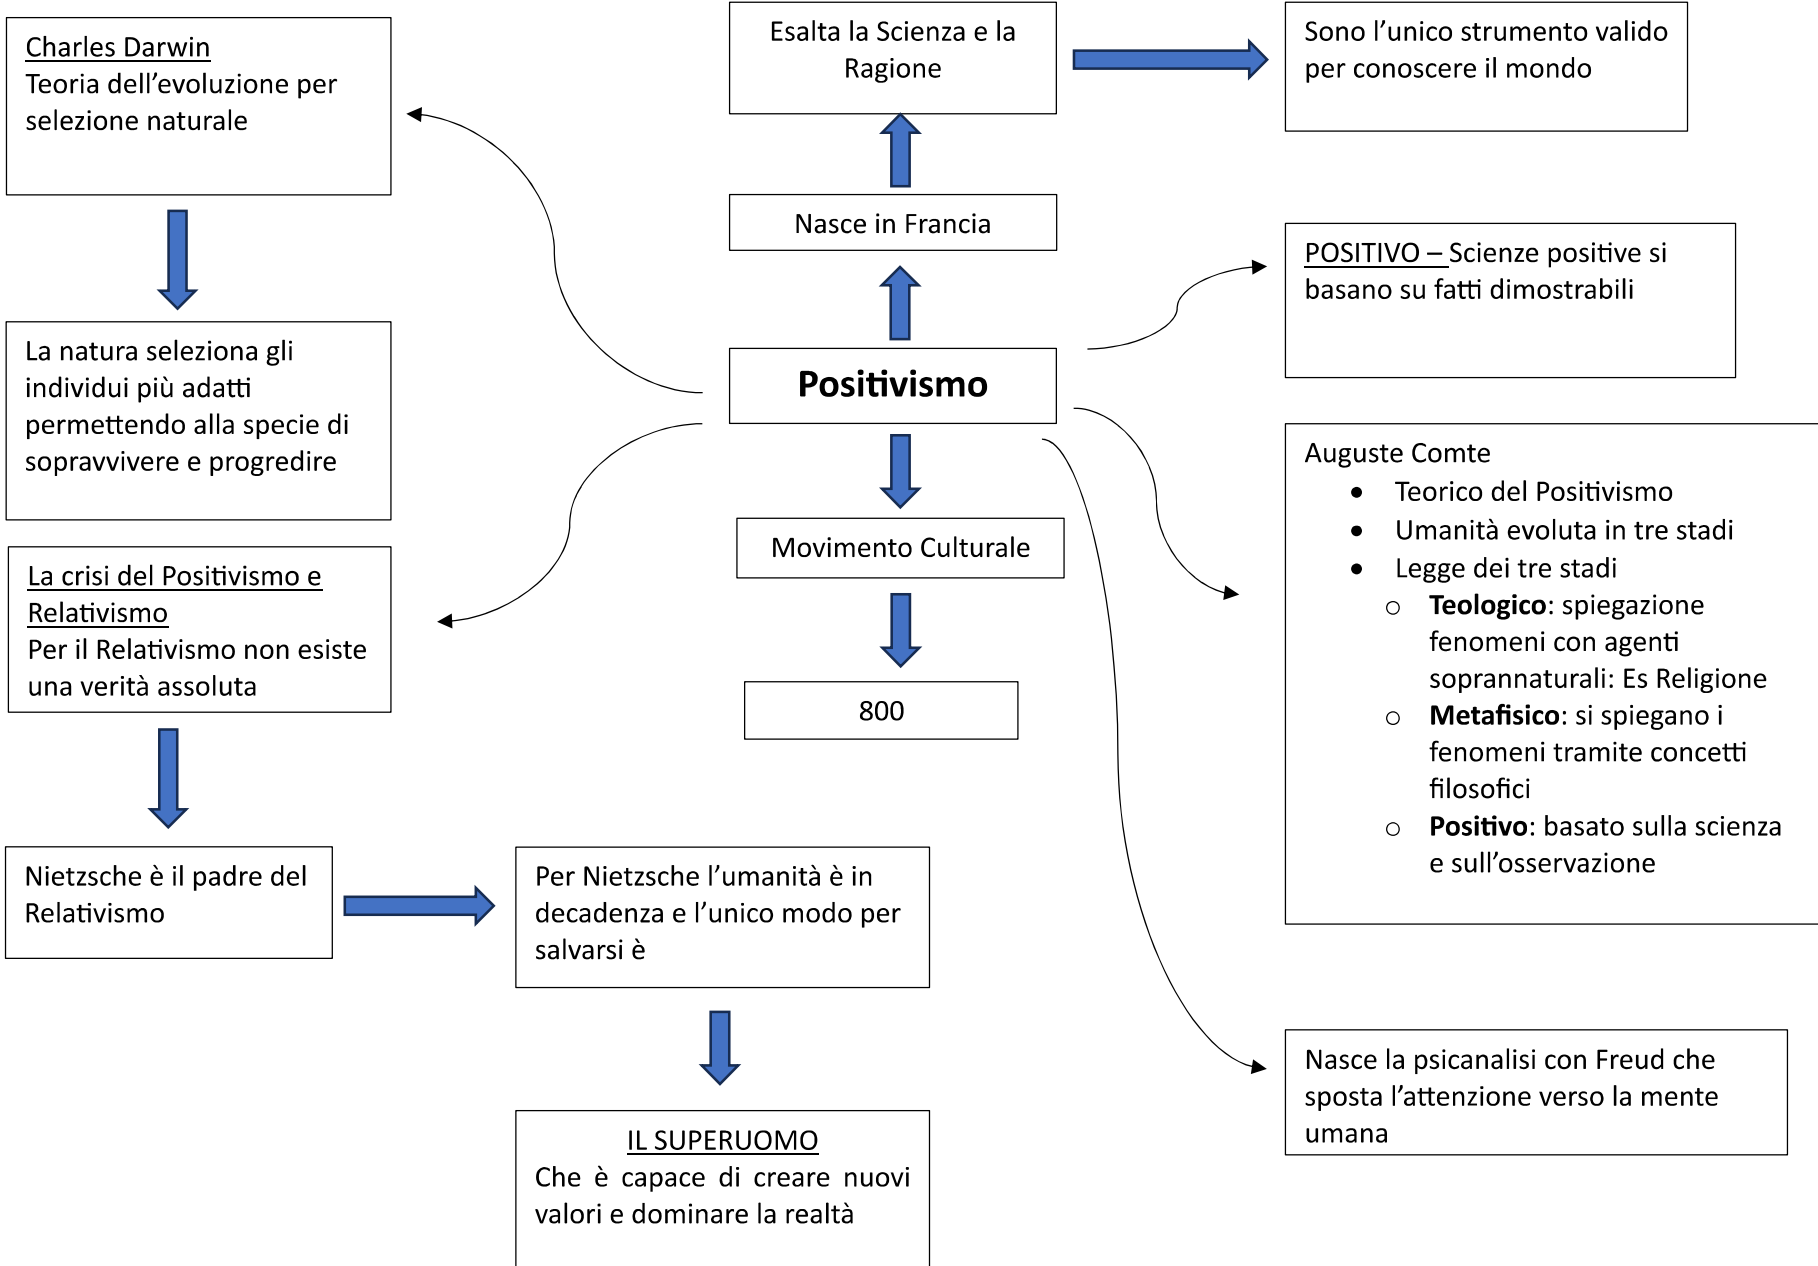 Charles Darwin
Teoria dell’evoluzione per
selezione naturale
La natura seleziona gli
individui più adatti
permettendo alla specie di
sopravvivere e progredire
La crisi del Positivismo e
Relativismo
Per il Relativismo non esiste
una verità assoluta
Nietzsche è il padre del
Relativismo
Esalta la Scienza e la
Ragione
Nasce in Francia
Positivismo
Movimento Culturale
800
Per Nietzsche l’umanità è in
decadenza e l’unico modo per
salvarsi è
IL SUPERUOMO
Che è capace di creare nuovi
valori e dominare la realtà
Sono l’unico strumento valido
per conoscere il mondo
POSITIVO – Scienze positive si
basano su fatti dimostrabili
Auguste Comte
• Teorico del Positivismo
• Umanità evoluta in tre stadi
• Legge dei tre stadi
o Teologico: spiegazione
fenomeni con agenti
soprannaturali: Es Religione
o Metafisico: si spiegano i
fenomeni tramite concetti
filosofici
o Positivo: basato sulla scienza
e sull’osservazione
Nasce la psicanalisi con Freud che
sposta l’attenzione verso la mente
umana